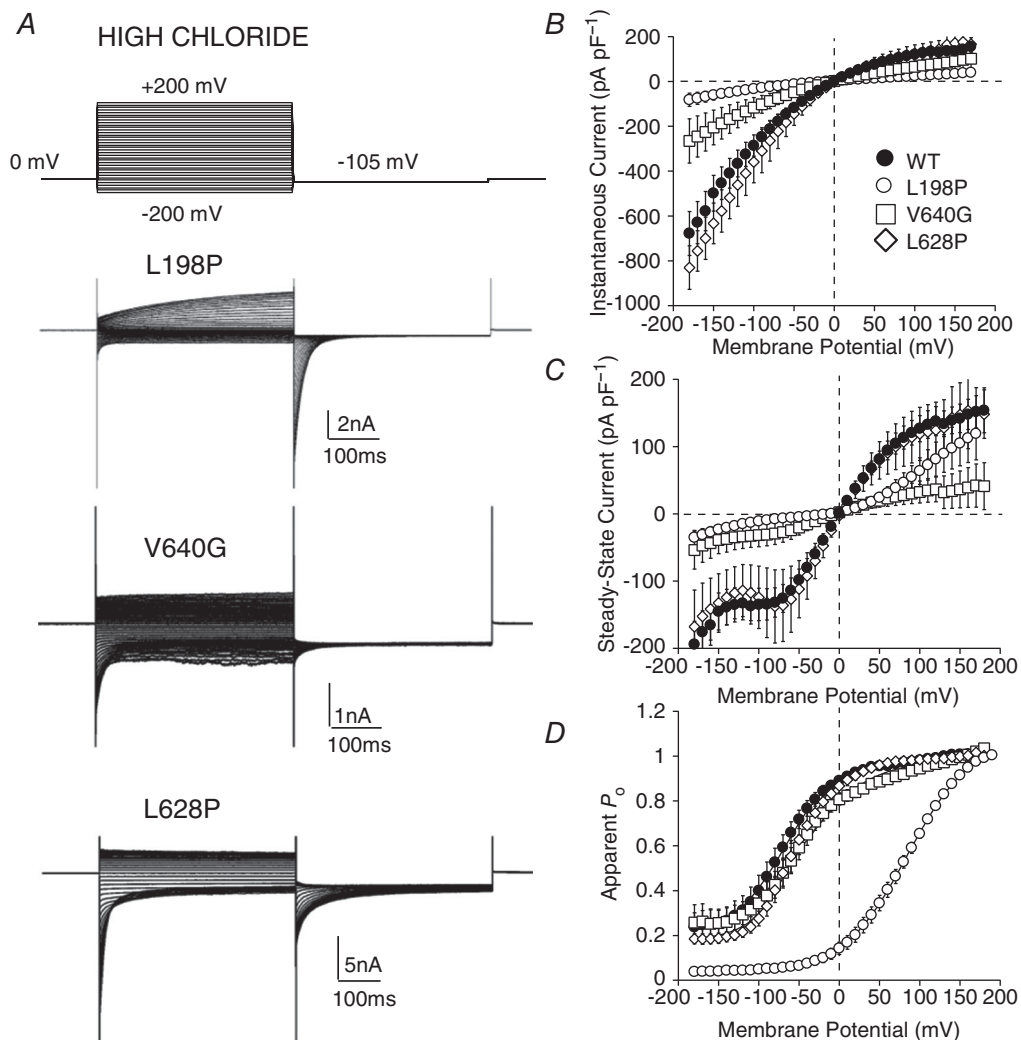 A
HIGH CHLORIDE
+200 mV
0 mV
-105 mV
-200 mV
L198P
2nA
100ms
V640G
1nA
100ms
L628P
5nA
100ms
B
Instantaneous Current (pA pF⁻¹)
200
0
-200
-400
-600
-800
-1000
WT
L198P
V640G
L628P
-200 -150 -100 -50 0 50 100 150 200
Membrane Potential (mV)
C
Steady-State Current (pA pF⁻¹)
200
100
0
-100
-200
-200 -150 -100 -50 0 50 100 150 200
Membrane Potential (mV)
D
Apparent Pₒ
1.2
1
0.8
0.6
0.4
0.2
0
-200 -150 -100 -50 0 50 100 150 200
Membrane Potential (mV)